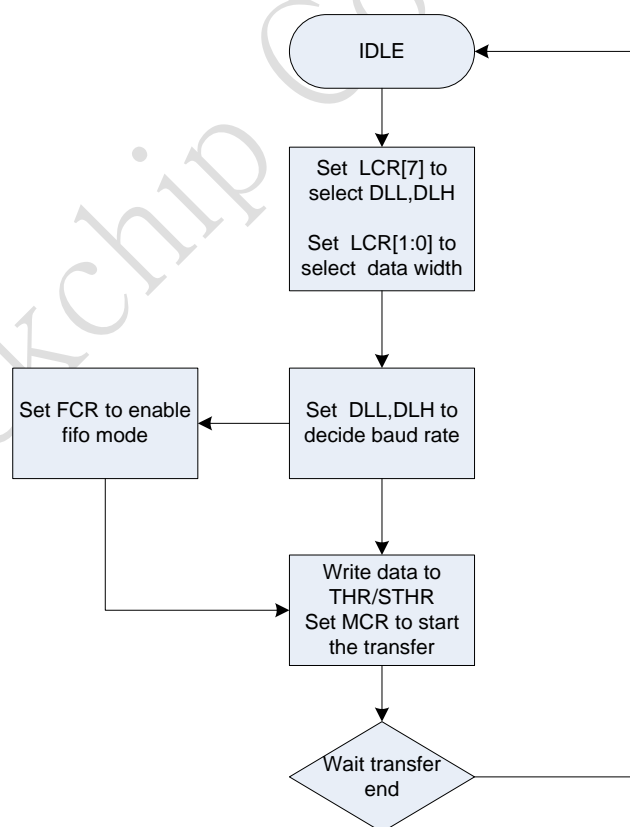 IDLE
Set LCR[7] to
select DLL,DLH
Set LCR[1:0] to
select data width
Set FCR to enable
fifo mode
Set DLL,DLH to
decide baud rate
Write data to
THR/STHR
Set MCR to start
the transfer
Wait transfer
end